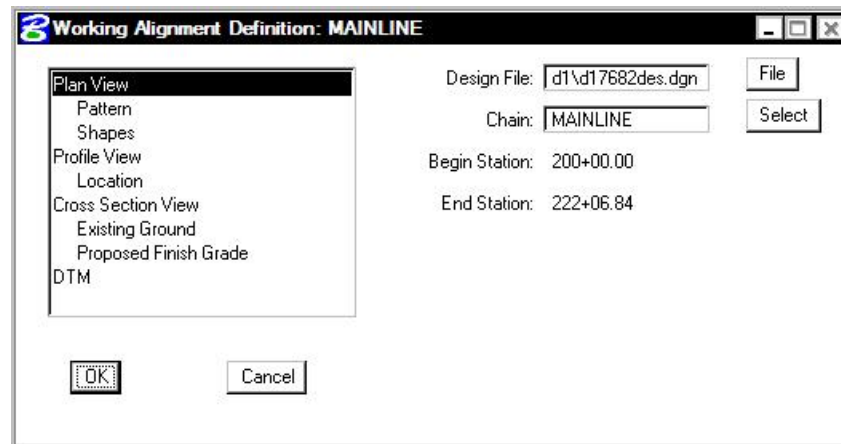 Working Alignment Definition: MAINLINE
Plan View
Pattern
Shapes
Profile View
Location
Cross Section View
Existing Ground
Proposed Finish Grade
DTM
Design File: d1\d17682des.dgn File
Chain: MAINLINE Select
Begin Station: 200+00.00
End Station: 222+06.84
OK Cancel